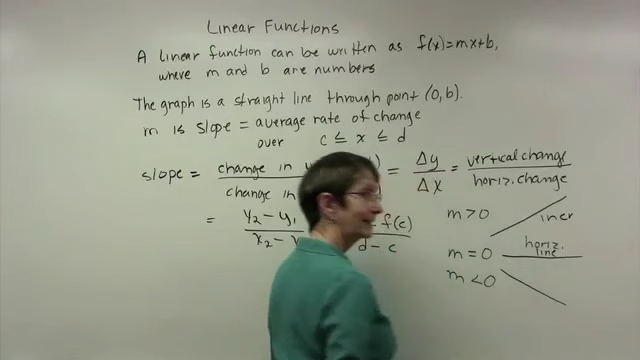 Linear Functions
A linear function can be written as f(x)=mx+b,
where m and b are numbers
The graph is a straight line through point (0,b).
m is slope = average rate of change
over c ≤ x ≤ d
slope = change in / change in = Δy / Δx = vertical change / horiz. change
= y₂ - y₁ / x₂ - f(c) / d - c
m > 0 incr
m = 0 horiz. line
m < 0